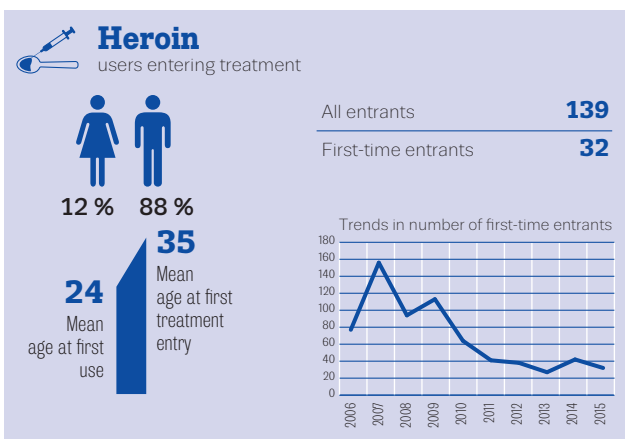 Heroin
users entering treatment
12 % 88 %
35
Mean
age at first
treatment
entry
24
Mean
age at first
use
All entrants 139
First-time entrants 32
Trends in number of first-time entrants
180
160
140
120
100
80
60
40
20
0
2006 2007 2008 2009 2010 2011 2012 2013 2014 2015